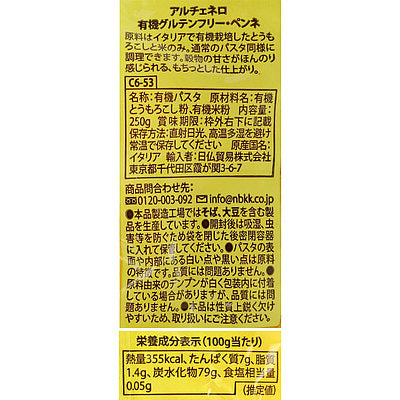 アルチェネロ
有機グルテンフリー・ペンネ
原料はイタリアで有機栽培したとうも
ろこしと米のみ。通常のパスタ同様に
調理できます。穀物の甘さがほんのり
感じられる、もちっとした仕上がり。
C6-53
名称:有機パスタ 原材料名:有機
とうもろこし粉、有機米粉 内容量:
250g 賞味期限:枠外右下に記載
保存方法:直射日光、高温多湿を避け
常温で保存してください 原産国名:
イタリア 輸入者:日仏貿易株式会社
東京都千代田区霞が関3-6-7
商品問合わせ先:
0120-003-092 info@nbkk.co.jp
●本品製造工場ではそば、大豆を含む製
品を生産しています。●開封後は吸湿、虫
害等を防ぐため袋を閉じた後密閉容器
に入れて保管してください。●パスタの表
面や内部にある白い点や黒い点は原料
の特徴です。品質には問題ありません。●
原料由来のデンプンが白く包装内に付着
する場合がありますが、品質には問題
ありません。●本品は性質上鋭く欠け
やすいため、取り扱いにご注意ください。
栄養成分表示(100g当たり)
熱量355kcal、たんぱく質7g、脂質
1.4g、炭水化物79g、食塩相当量
0.05g (推定値)